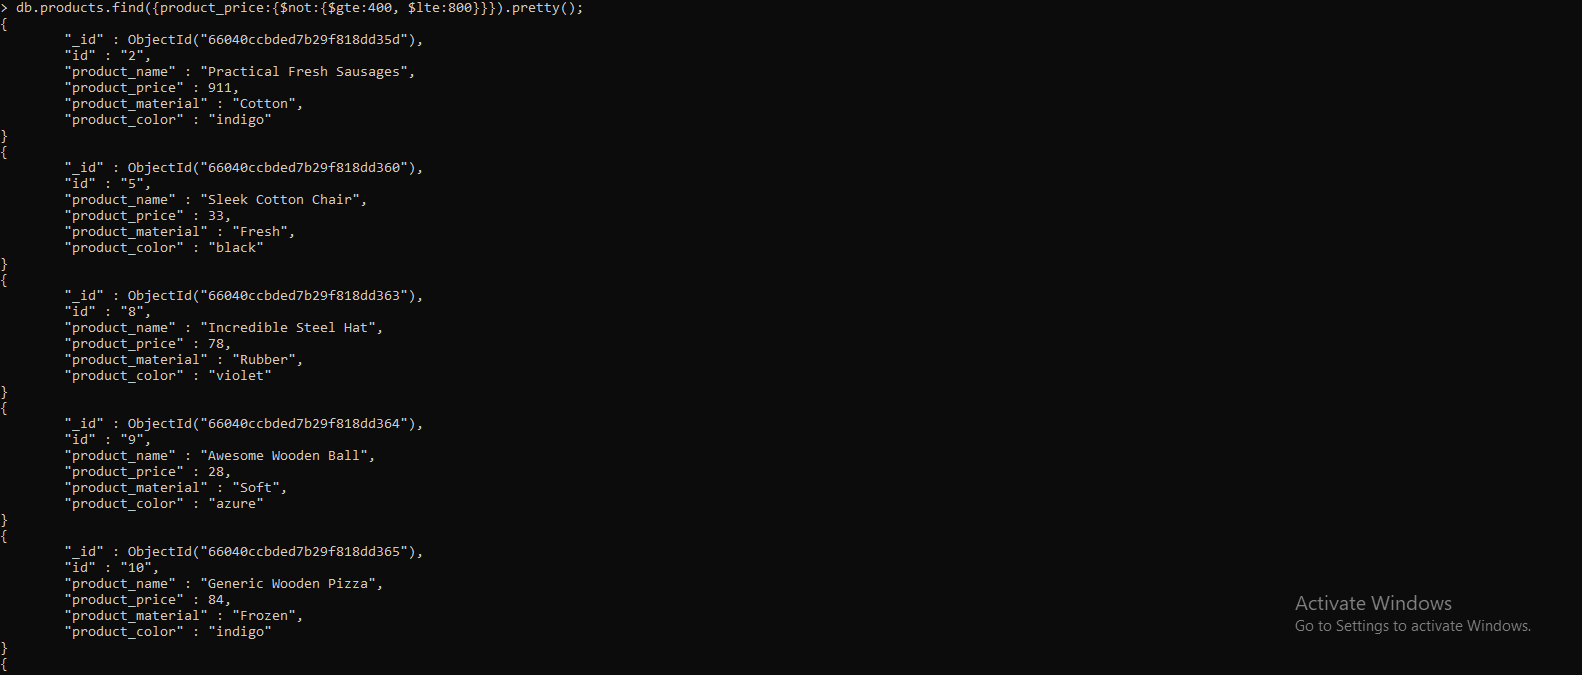 > db.products.find({product_price:{$not:{$gte:400, $lte:800}}}).pretty();
{
"_id" : ObjectId("66040ccbded7b29f818dd35d"),
"id" : "2",
"product_name" : "Practical Fresh Sausages",
"product_price" : 911,
"product_material" : "Cotton",
"product_color" : "indigo"
}
{
"_id" : ObjectId("66040ccbded7b29f818dd360"),
"id" : "5",
"product_name" : "Sleek Cotton Chair",
"product_price" : 33,
"product_material" : "Fresh",
"product_color" : "black"
}
{
"_id" : ObjectId("66040ccbded7b29f818dd363"),
"id" : "8",
"product_name" : "Incredible Steel Hat",
"product_price" : 78,
"product_material" : "Rubber",
"product_color" : "violet"
}
{
"_id" : ObjectId("66040ccbded7b29f818dd364"),
"id" : "9",
"product_name" : "Awesome Wooden Ball",
"product_price" : 28,
"product_material" : "Soft",
"product_color" : "azure"
}
{
"_id" : ObjectId("66040ccbded7b29f818dd365"),
"id" : "10",
"product_name" : "Generic Wooden Pizza",
"product_price" : 84,
"product_material" : "Frozen",
"product_color" : "indigo"
}
{
Activate Windows
Go to Settings to activate Windows.